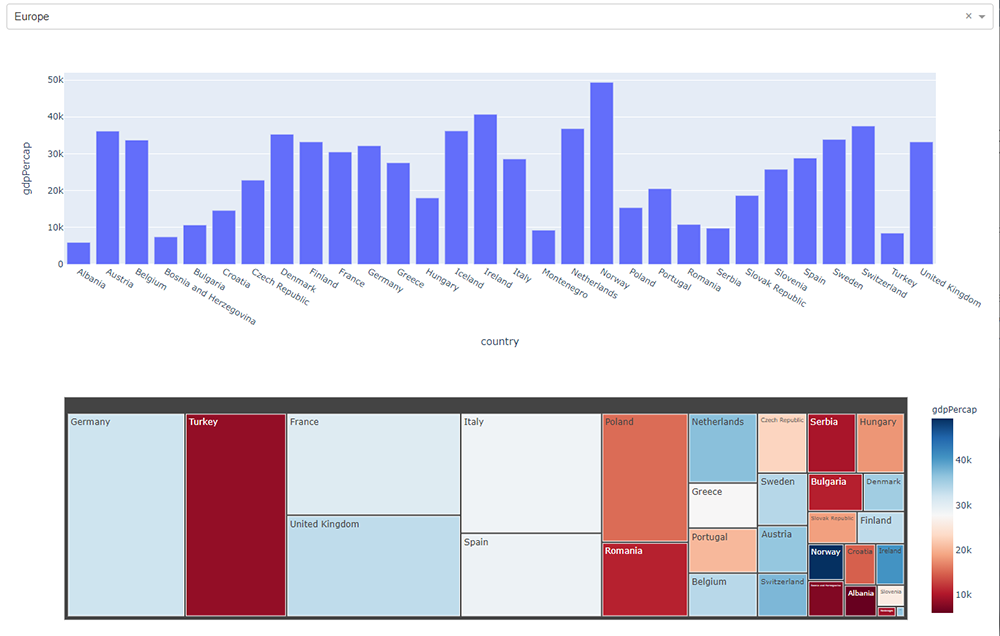 Europe
×
50k
40k
30k
20k
10k
0
gdpPercap
Albania
Austria
Belgium
Bosnia and Herzegovina
Bulgaria
Croatia
Czech Republic
Denmark
Finland
France
Germany
Greece
Hungary
Iceland
Ireland
Italy
Montenegro
Netherlands
Norway
Poland
Portugal
Romania
Serbia
Slovak Republic
Slovenia
Spain
Sweden
Switzerland
Turkey
United Kingdom
country
Germany
Turkey
France
United Kingdom
Italy
Spain
Poland
Romania
Netherlands
Greece
Portugal
Belgium
Czech Republic
Sweden
Austria
Switzerland
Serbia
Hungary
Bulgaria
Denmark
Slovak Republic
Finland
Norway
Croatia
Ireland
Bosnia and Herzegovina
Albania
Slovenia
Montenegro
gdpPercap
40k
30k
20k
10k